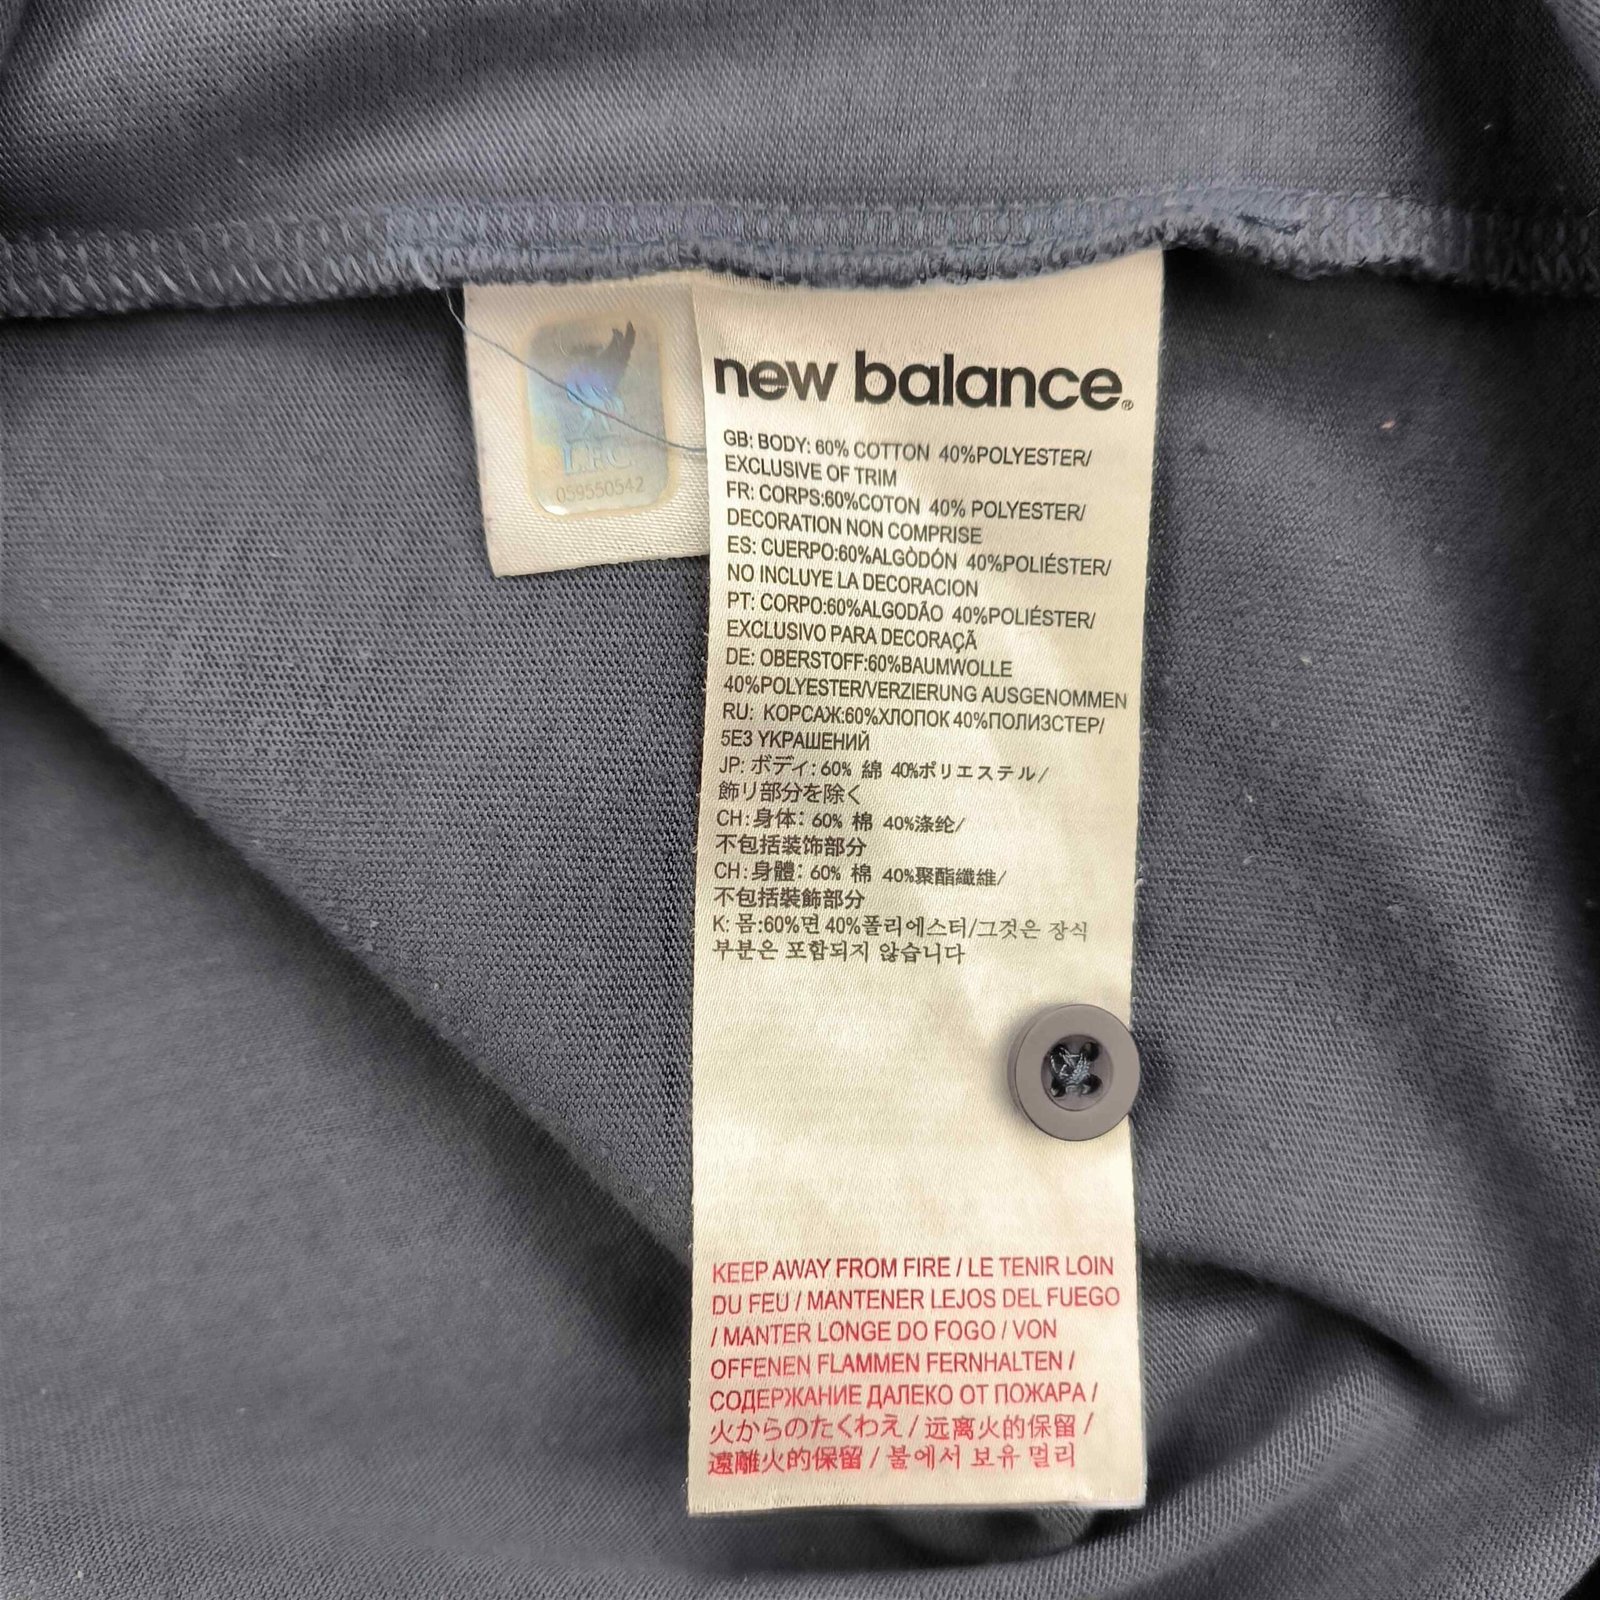 L.F.C.
059550542
new balance®
GB: BODY: 60% COTTON 40%POLYESTER/
EXCLUSIVE OF TRIM
FR: CORPS:60%COTON 40% POLYESTER/
DECORATION NON COMPRISE
ES: CUERPO:60%ALGÒDÓN 40%POLIÉSTER/
NO INCLUYE LA DECORACION
PT: CORPO:60%ALGODÃO 40%POLIÉSTER/
EXCLUSIVO PARA DECORAÇÃ
DE: OBERSTOFF:60%BAUMWOLLE
40%POLYESTER/VERZIERUNG AUSGENOMMEN
RU: КОРСАЖ:60%ХЛОПОК 40%ПОЛИЗСТЕР/
5E3 YКРАШЕНИЙ
JP: ボディ: 60% 綿 40%ポリエステル/
飾り部分を除く
CH: 身体: 60% 棉 40%涤纶/
不包括装饰部分
CH: 身體: 60% 棉 40%聚酯纖維/
不包括裝飾部分
K: 몸:60%면 40%폴리에스터/그것은 장식
부분은 포함되지 않습니다
KEEP AWAY FROM FIRE / LE TENIR LOIN
DU FEU / MANTENER LEJOS DEL FUEGO
/ MANTER LONGE DO FOGO / VON
OFFENEN FLAMMEN FERNHALTEN /
СОДЕРЖАНИЕ ДАЛЕКО ОТ ПОЖАРА /
火からのたくわえ / 远离火的保留 /
遠離火的保留 / 불에서 보유 멀리